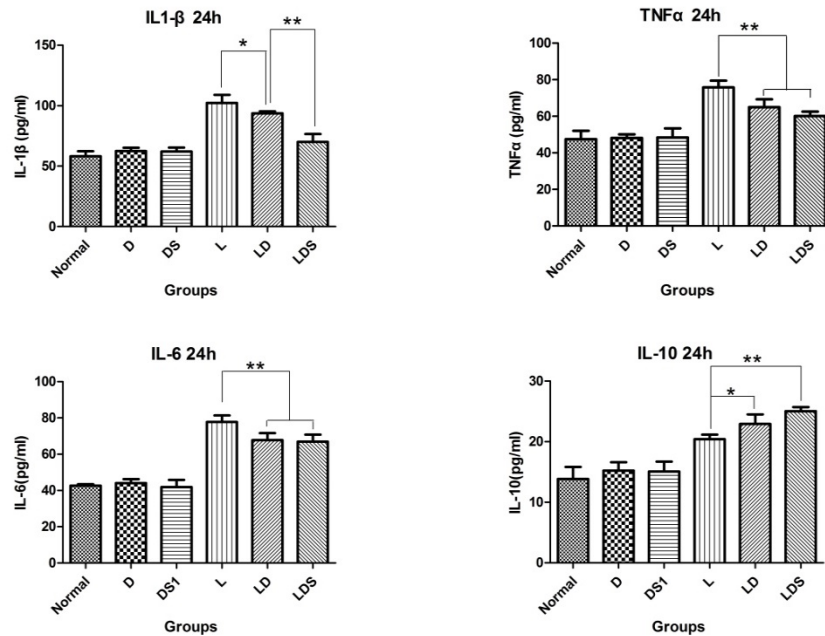 IL1-β 24h
*
**
150
100
50
0
IL-1β (pg/ml)
Normal
D
DS
L
LD
LDS
Groups
TNFα 24h
**
100
80
60
40
20
0
TNFα (pg/ml)
Normal
D
DS
L
LD
LDS
Groups
IL-6 24h
**
100
80
60
40
20
0
IL-6(pg/ml)
Normal
D
DS1
L
LD
LDS
Groups
IL-10 24h
**
*
30
20
10
0
IL-10(pg/ml)
Normal
D
DS1
L
LD
LDS
Groups